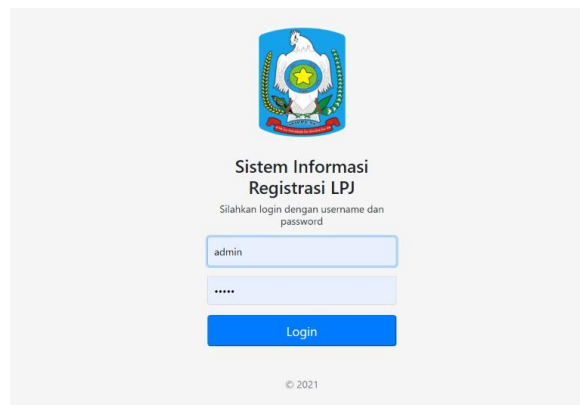 Sistem Informasi
Registrasi LPJ
Silahkan login dengan username dan
password
admin
•••••
Login
© 2021